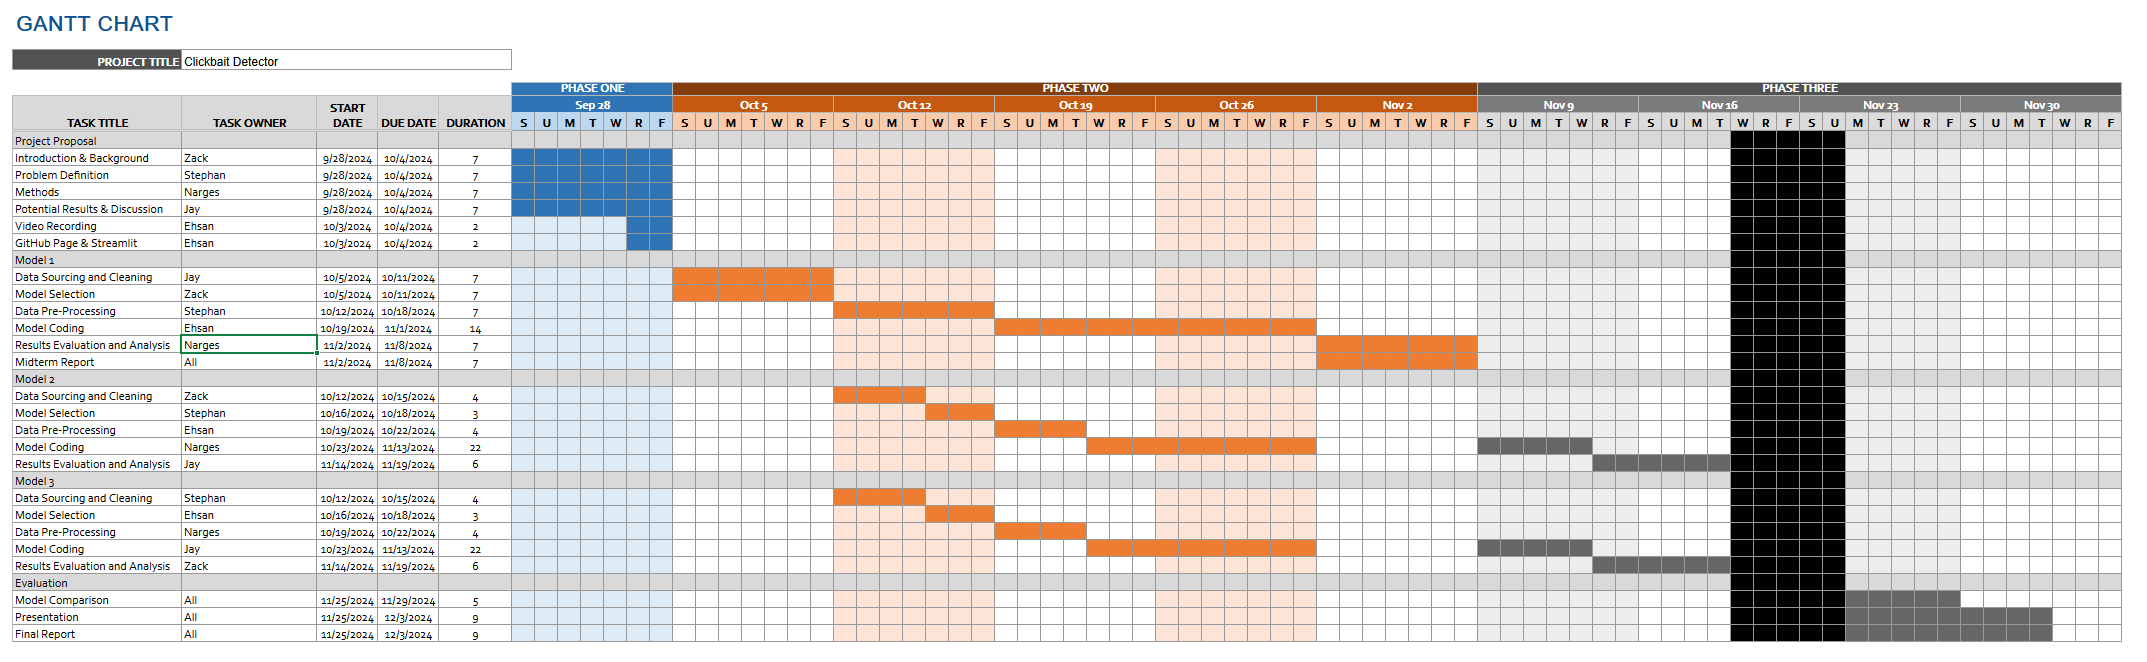 GANTT CHART
PROJECT TITLE Clickbait Detector
PHASE ONE PHASE TWO PHASE THREE
Sep 28 Oct 5 Oct 12 Oct 19 Oct 26 Nov 2 Nov 9 Nov 16 Nov 23 Nov 30
TASK TITLE TASK OWNER START DATE DUE DATE DURATION S U M T W R F S U M T W R F S U M T W R F S U M T W R F S U M T W R F S U M T W R F S U M T W R F S U M T W R F S U M T W R F S U M T W R F
Project Proposal
Introduction & Background Zack 9/28/2024 10/4/2024 7
Problem Definition Stephan 9/28/2024 10/4/2024 7
Methods Narges 9/28/2024 10/4/2024 7
Potential Results & Discussion Jay 9/28/2024 10/4/2024 7
Video Recording Ehsan 10/3/2024 10/4/2024 2
GitHub Page & Streamlit Ehsan 10/3/2024 10/4/2024 2
Model 1
Data Sourcing and Cleaning Jay 10/5/2024 10/11/2024 7
Model Selection Zack 10/5/2024 10/11/2024 7
Data Pre-Processing Stephan 10/12/2024 10/18/2024 7
Model Coding Ehsan 10/19/2024 11/1/2024 14
Results Evaluation and Analysis Narges 11/2/2024 11/8/2024 7
Midterm Report All 11/2/2024 11/8/2024 7
Model 2
Data Sourcing and Cleaning Zack 10/12/2024 10/15/2024 4
Model Selection Stephan 10/16/2024 10/18/2024 3
Data Pre-Processing Ehsan 10/19/2024 10/22/2024 4
Model Coding Narges 10/23/2024 11/13/2024 22
Results Evaluation and Analysis Jay 11/14/2024 11/19/2024 6
Model 3
Data Sourcing and Cleaning Stephan 10/12/2024 10/15/2024 4
Model Selection Ehsan 10/16/2024 10/18/2024 3
Data Pre-Processing Narges 10/19/2024 10/22/2024 4
Model Coding Jay 10/23/2024 11/13/2024 22
Results Evaluation and Analysis Zack 11/14/2024 11/19/2024 6
Evaluation
Model Comparison All 11/25/2024 11/29/2024 5
Presentation All 11/25/2024 12/3/2024 9
Final Report All 11/25/2024 12/3/2024 9